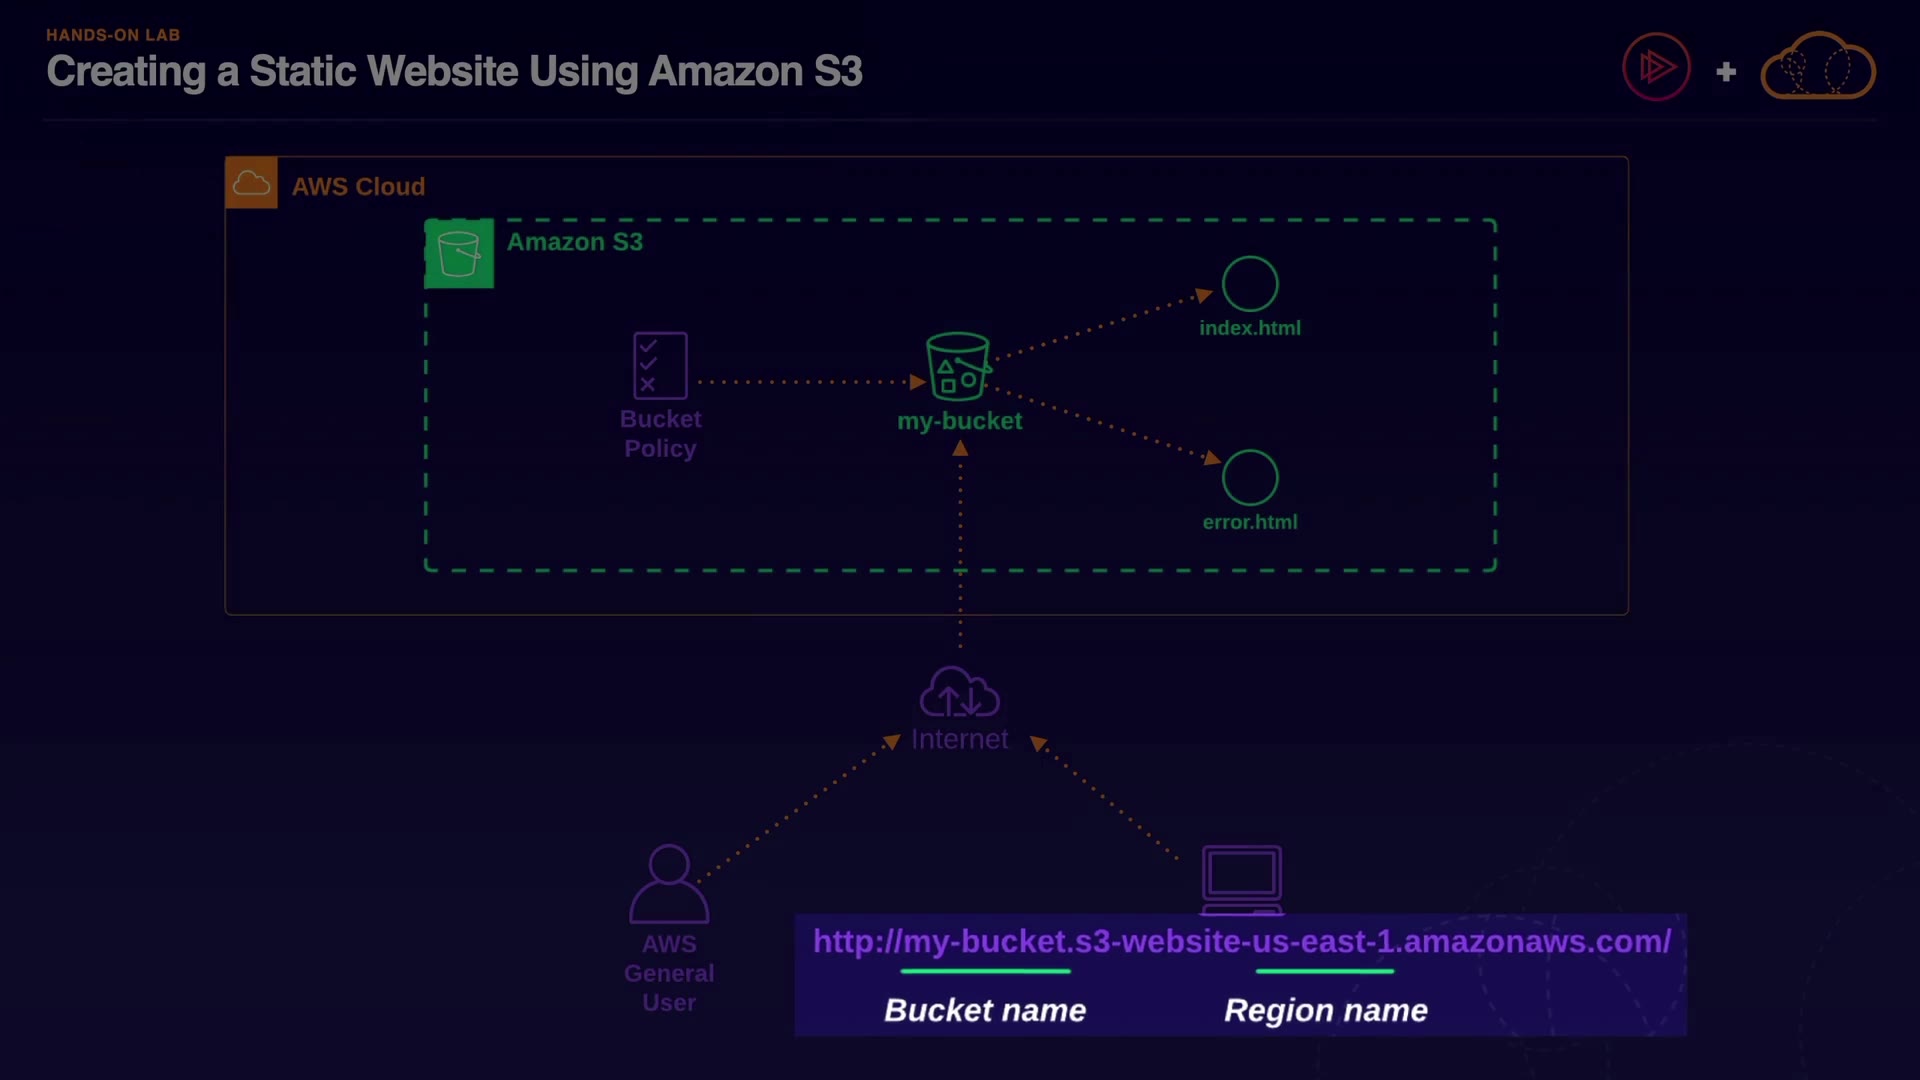 HANDS-ON LAB
Creating a Static Website Using Amazon S3
AWS Cloud
Amazon S3
index.html
Bucket
Policy
my-bucket
error.html
Internet
AWS
General
User
http://my-bucket.s3-website-us-east-1.amazonaws.com/
Bucket name
Region name